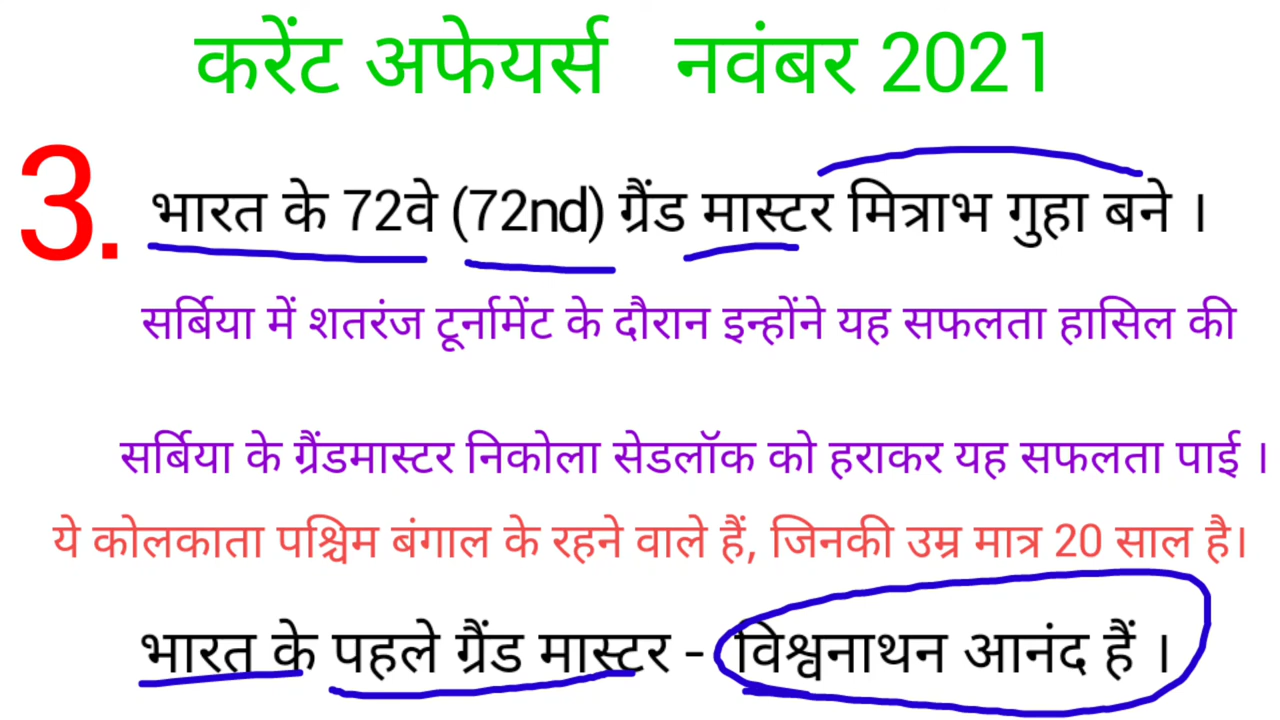 करेंट अफेयर्स नवंबर 2021
3. भारत के 72वे (72nd) ग्रैंड मास्टर मित्राभ गुहा बने ।
सर्बिया में शतरंज टूर्नामेंट के दौरान इन्होंने यह सफलता हासिल की
सर्बिया के ग्रैंडमास्टर निकोला सेडलॉक को हराकर यह सफलता पाई ।
ये कोलकाता पश्चिम बंगाल के रहने वाले हैं, जिनकी उम्र मात्र 20 साल है।
भारत के पहले ग्रैंड मास्टर - विश्वनाथन आनंद हैं ।